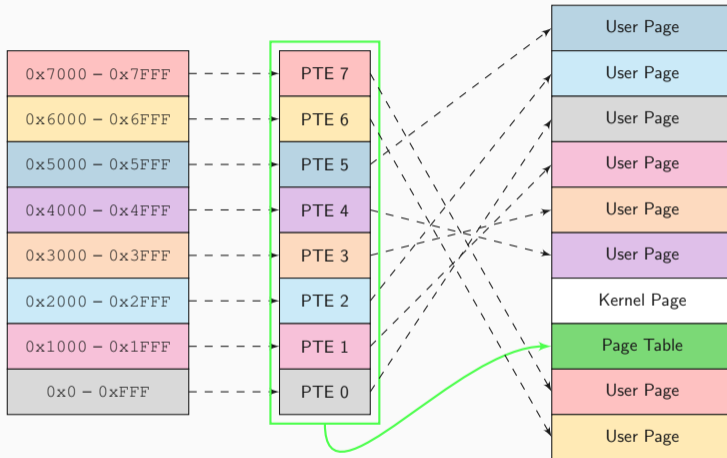 0x7000 – 0x7FFF
0x6000 – 0x6FFF
0x5000 – 0x5FFF
0x4000 – 0x4FFF
0x3000 – 0x3FFF
0x2000 – 0x2FFF
0x1000 – 0x1FFF
0x0 – 0xFFF
PTE 7
PTE 6
PTE 5
PTE 4
PTE 3
PTE 2
PTE 1
PTE 0
User Page
User Page
User Page
User Page
User Page
User Page
Kernel Page
Page Table
User Page
User Page